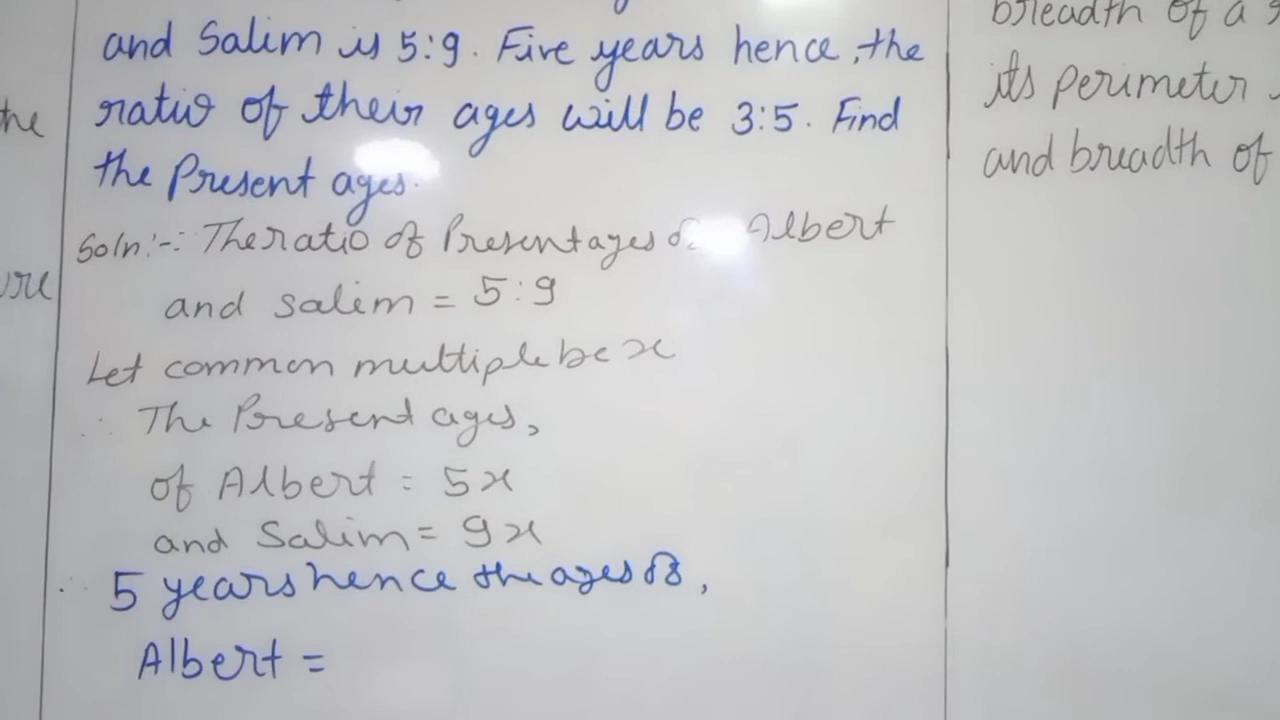 and Salim is 5:9. Five years hence, the
ratio of their ages will be 3:5. Find
the Present ages.
Soln:-: The ratio of Present ages Albert
and Salim = 5:9
Let common multiple be x
∴ The Present ages,
of Albert = 5x
and Salim = 9x
∴ 5 years hence the ages of,
Albert =
the
ure
breadth of a
its perimeter
and breadth of